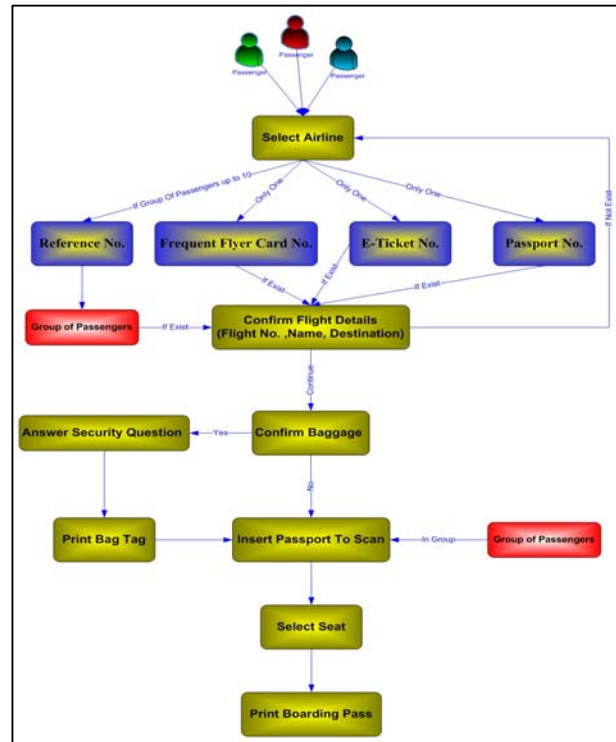 Passenger
Passenger
Passenger
Select Airline
If Group Of Passengers up to 10
Only One
Only One
Only One
If Not Exist
Reference No.
Frequent Flyer Card No.
E-Ticket No.
Passport No.
If Exist
If Exist
If Exist
Group of Passengers
If Exist
Confirm Flight Details
(Flight No. ,Name, Destination)
Continue
Answer Security Question
Yes
Confirm Baggage
No
Print Bag Tag
Insert Passport To Scan
In Group
Group of Passengers
Select Seat
Print Boarding Pass